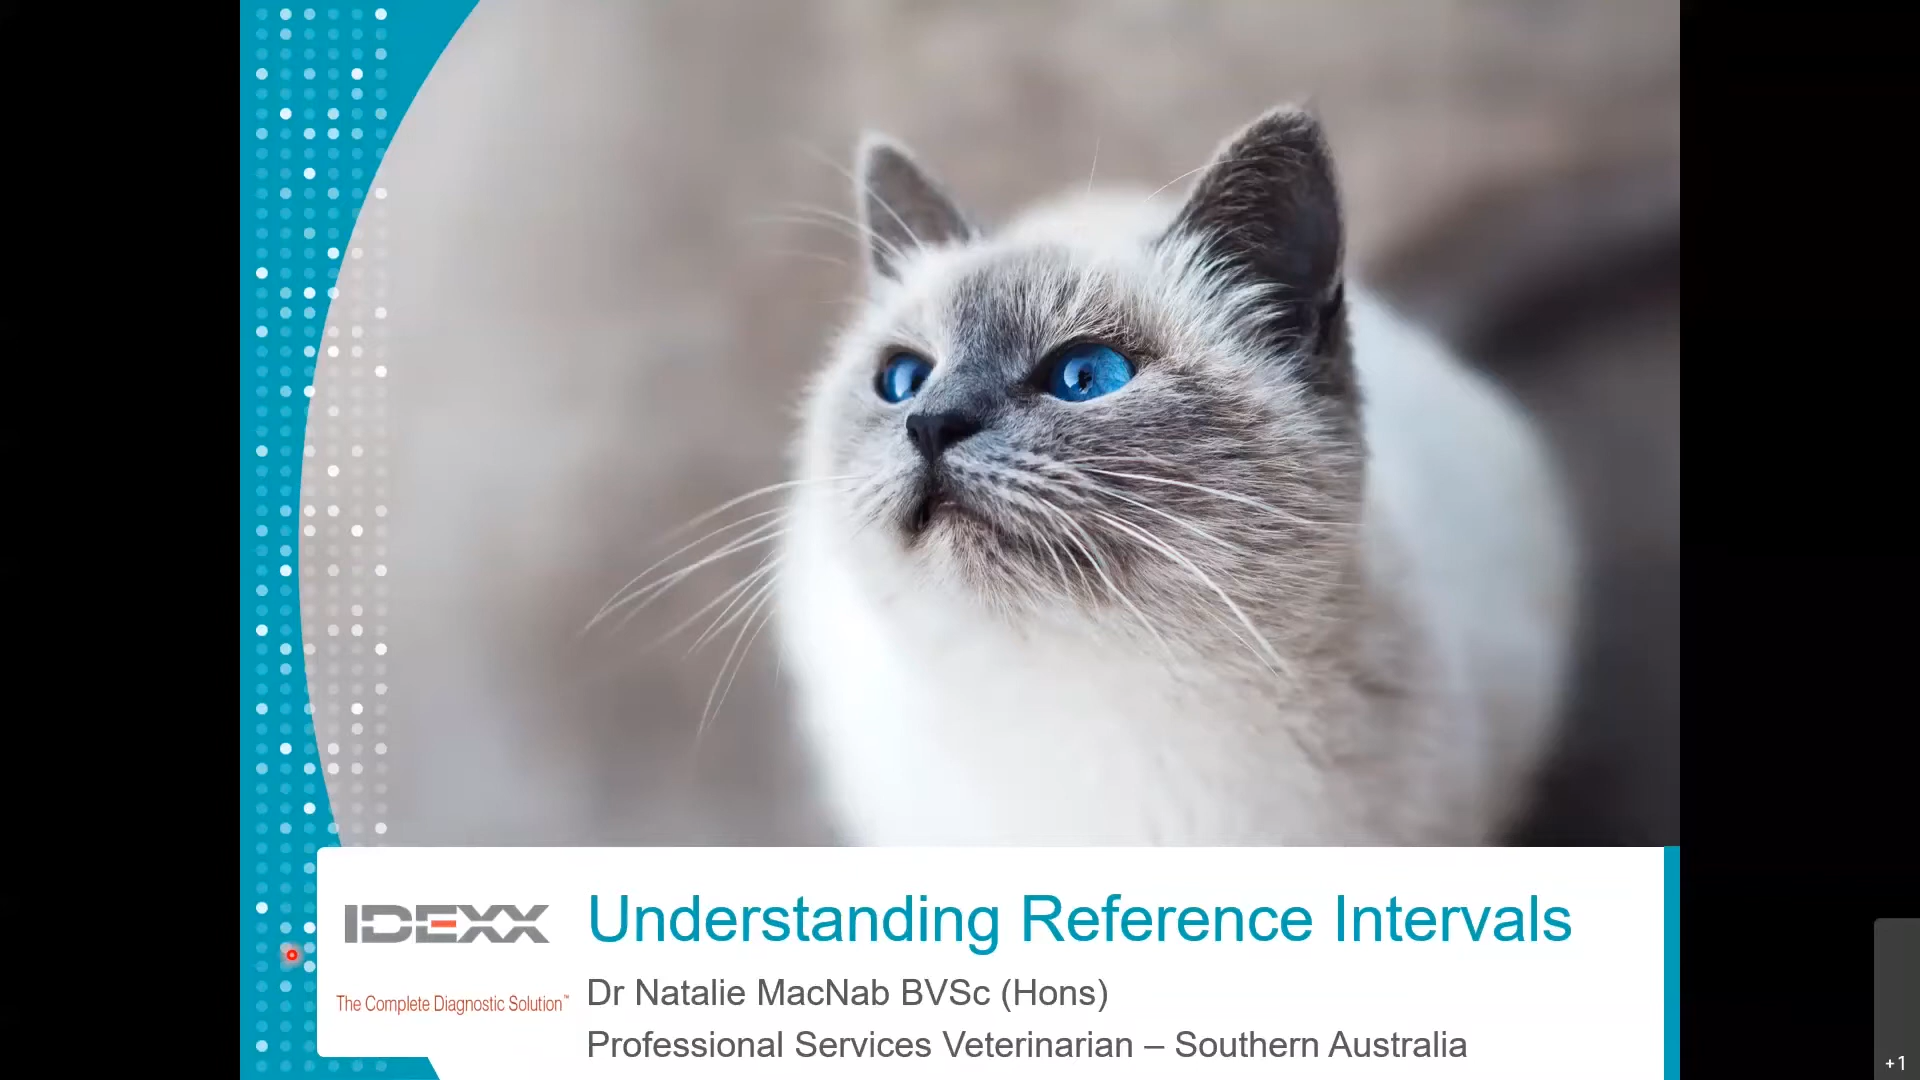 IDEXX
The Complete Diagnostic Solution™
Understanding Reference Intervals
Dr Natalie MacNab BVSc (Hons)
Professional Services Veterinarian – Southern Australia
+1